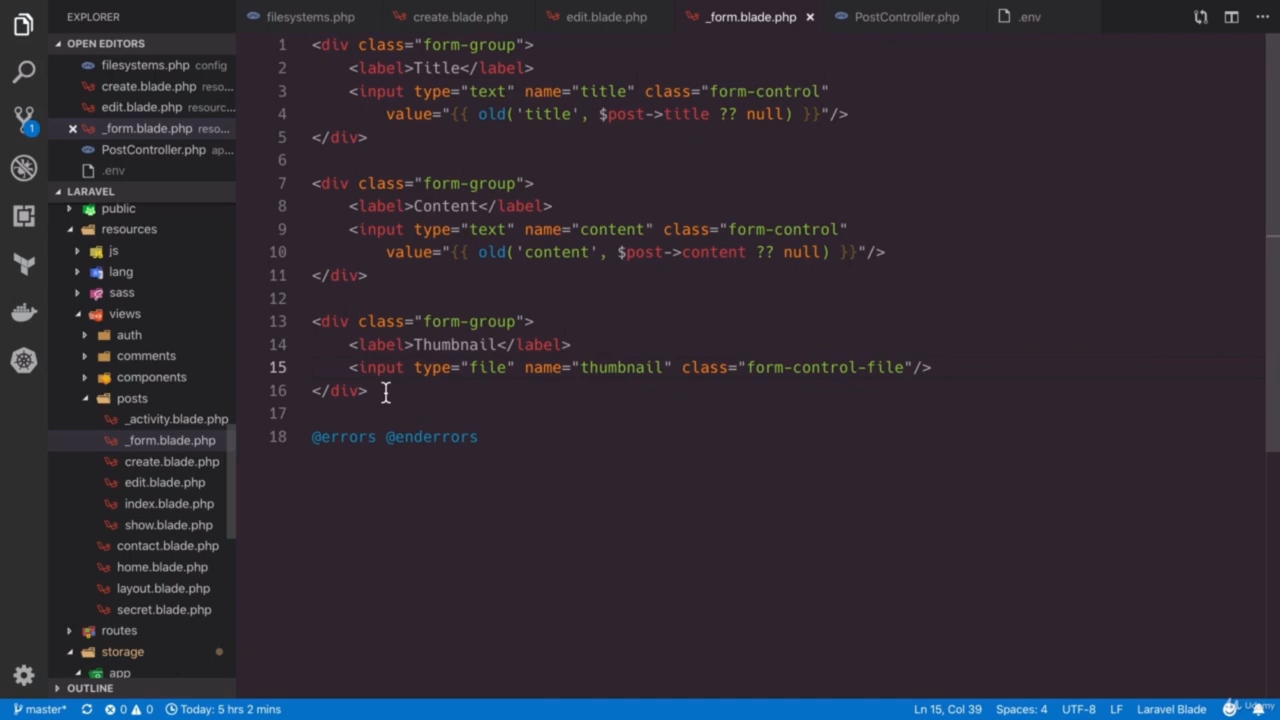 EXPLORER
filesystems.php
create.blade.php
edit.blade.php
_form.blade.php ×
PostController.php
.env
OPEN EDITORS
filesystems.php config
create.blade.php reso...
edit.blade.php resourc...
× _form.blade.php reso...
PostController.php ap...
.env
LARAVEL
public
resources
js
lang
sass
views
auth
comments
components
posts
_activity.blade.php
_form.blade.php
create.blade.php
edit.blade.php
index.blade.php
show.blade.php
contact.blade.php
home.blade.php
layout.blade.php
secret.blade.php
routes
storage
app
OUTLINE
1
1 <div class="form-group">
2 <label>Title</label>
3 <input type="text" name="title" class="form-control"
4 value="{{ old('title', $post->title ?? null) }}"/>
5 </div>
6
7 <div class="form-group">
8 <label>Content</label>
9 <input type="text" name="content" class="form-control"
10 value="{{ old('content', $post->content ?? null) }}"/>
11 </div>
12
13 <div class="form-group">
14 <label>Thumbnail</label>
15 <input type="file" name="thumbnail" class="form-control-file"/>
16 </div>
17
18 @errors @enderrors
master* 0 0 Today: 5 hrs 2 mins
Ln 15, Col 39 Spaces: 4 UTF-8 LF Laravel Blade
Udemy